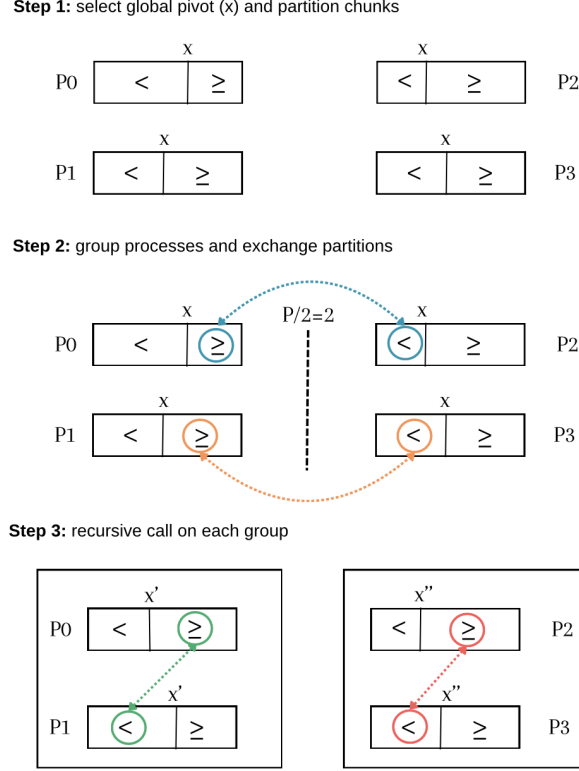 Step 1: select global pivot (x) and partition chunks
x x
P0 < ≥ < ≥ P2
x x
P1 < ≥ < ≥ P3
Step 2: group processes and exchange partitions
x P/2=2 x
P0 < ≥ < ≥ P2
x x
P1 < ≥ < ≥ P3
Step 3: recursive call on each group
x' x''
P0 < ≥ < ≥ P2
x' x''
P1 < ≥ < ≥ P3